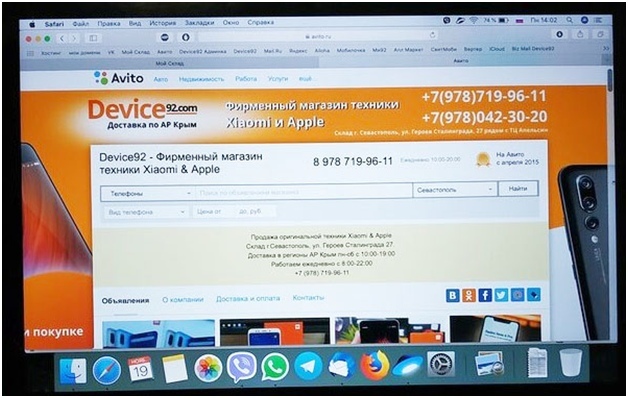 Safari Файл Правка Вид История Закладки Окно Справка 74 % Пн 14:02
avito.ru
Хостинг мои домены VK Мой Склад Авито Device92 Админка Device92 Mail.Ru Яндекс Alloha Мобилочка Mi92 Алл Маркет СвягМоби Вертер iCloud Biz Mail Device92
Мой Склад Авито
Avito Авто Недвижимость Работа Услуги ещё...
Device92.com
Доставка по АР Крым
Фирменный магазин техники
Xiaomi и Apple
+7(978)719-96-11
+7(978)042-30-20
Склад г. Севастополь, ул. Героев Сталинграда, 27 рядом с ТЦ Апельсин
Device92 - Фирменный магазин
техники Xiaomi & Apple
8 978 719-96-11 Ежедневно, 10:00-20:00
На Авито
с апреля 2015
Телефоны Поиск по объявлениям магазина Севастополь Найти
Вид телефона Цена от до, руб.
Продажа оригинальной техники Xiaomi & Apple
Склад г.Севастополь, ул. Героев Сталинграда 27.
Доставка в регионы АР Крым пн-сб с 10:00-19:00
Работаем ежедневно с 8:00-22:00
+7 (978) 719-96-11
Объявления О компании Доставка и оплата Контакты
и покупке
НОЯБ.
19